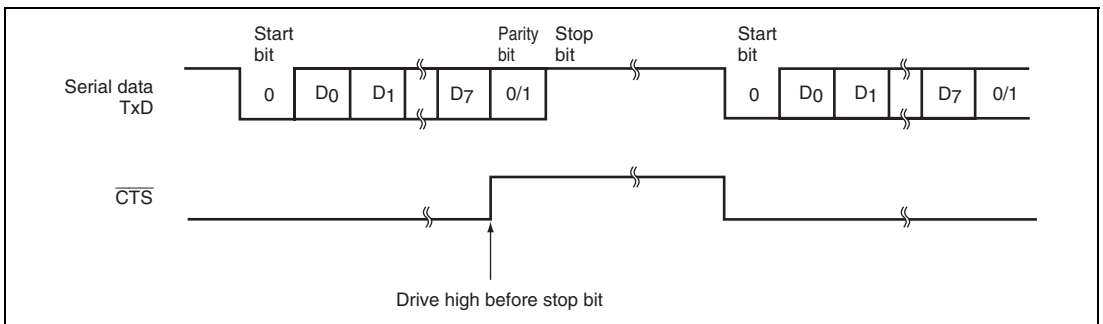 Start bit
Parity bit
Stop bit
Start bit
Serial data TxD
0 D0 D1 D7 0/1 0 D0 D1 D7 0/1
CTS
Drive high before stop bit